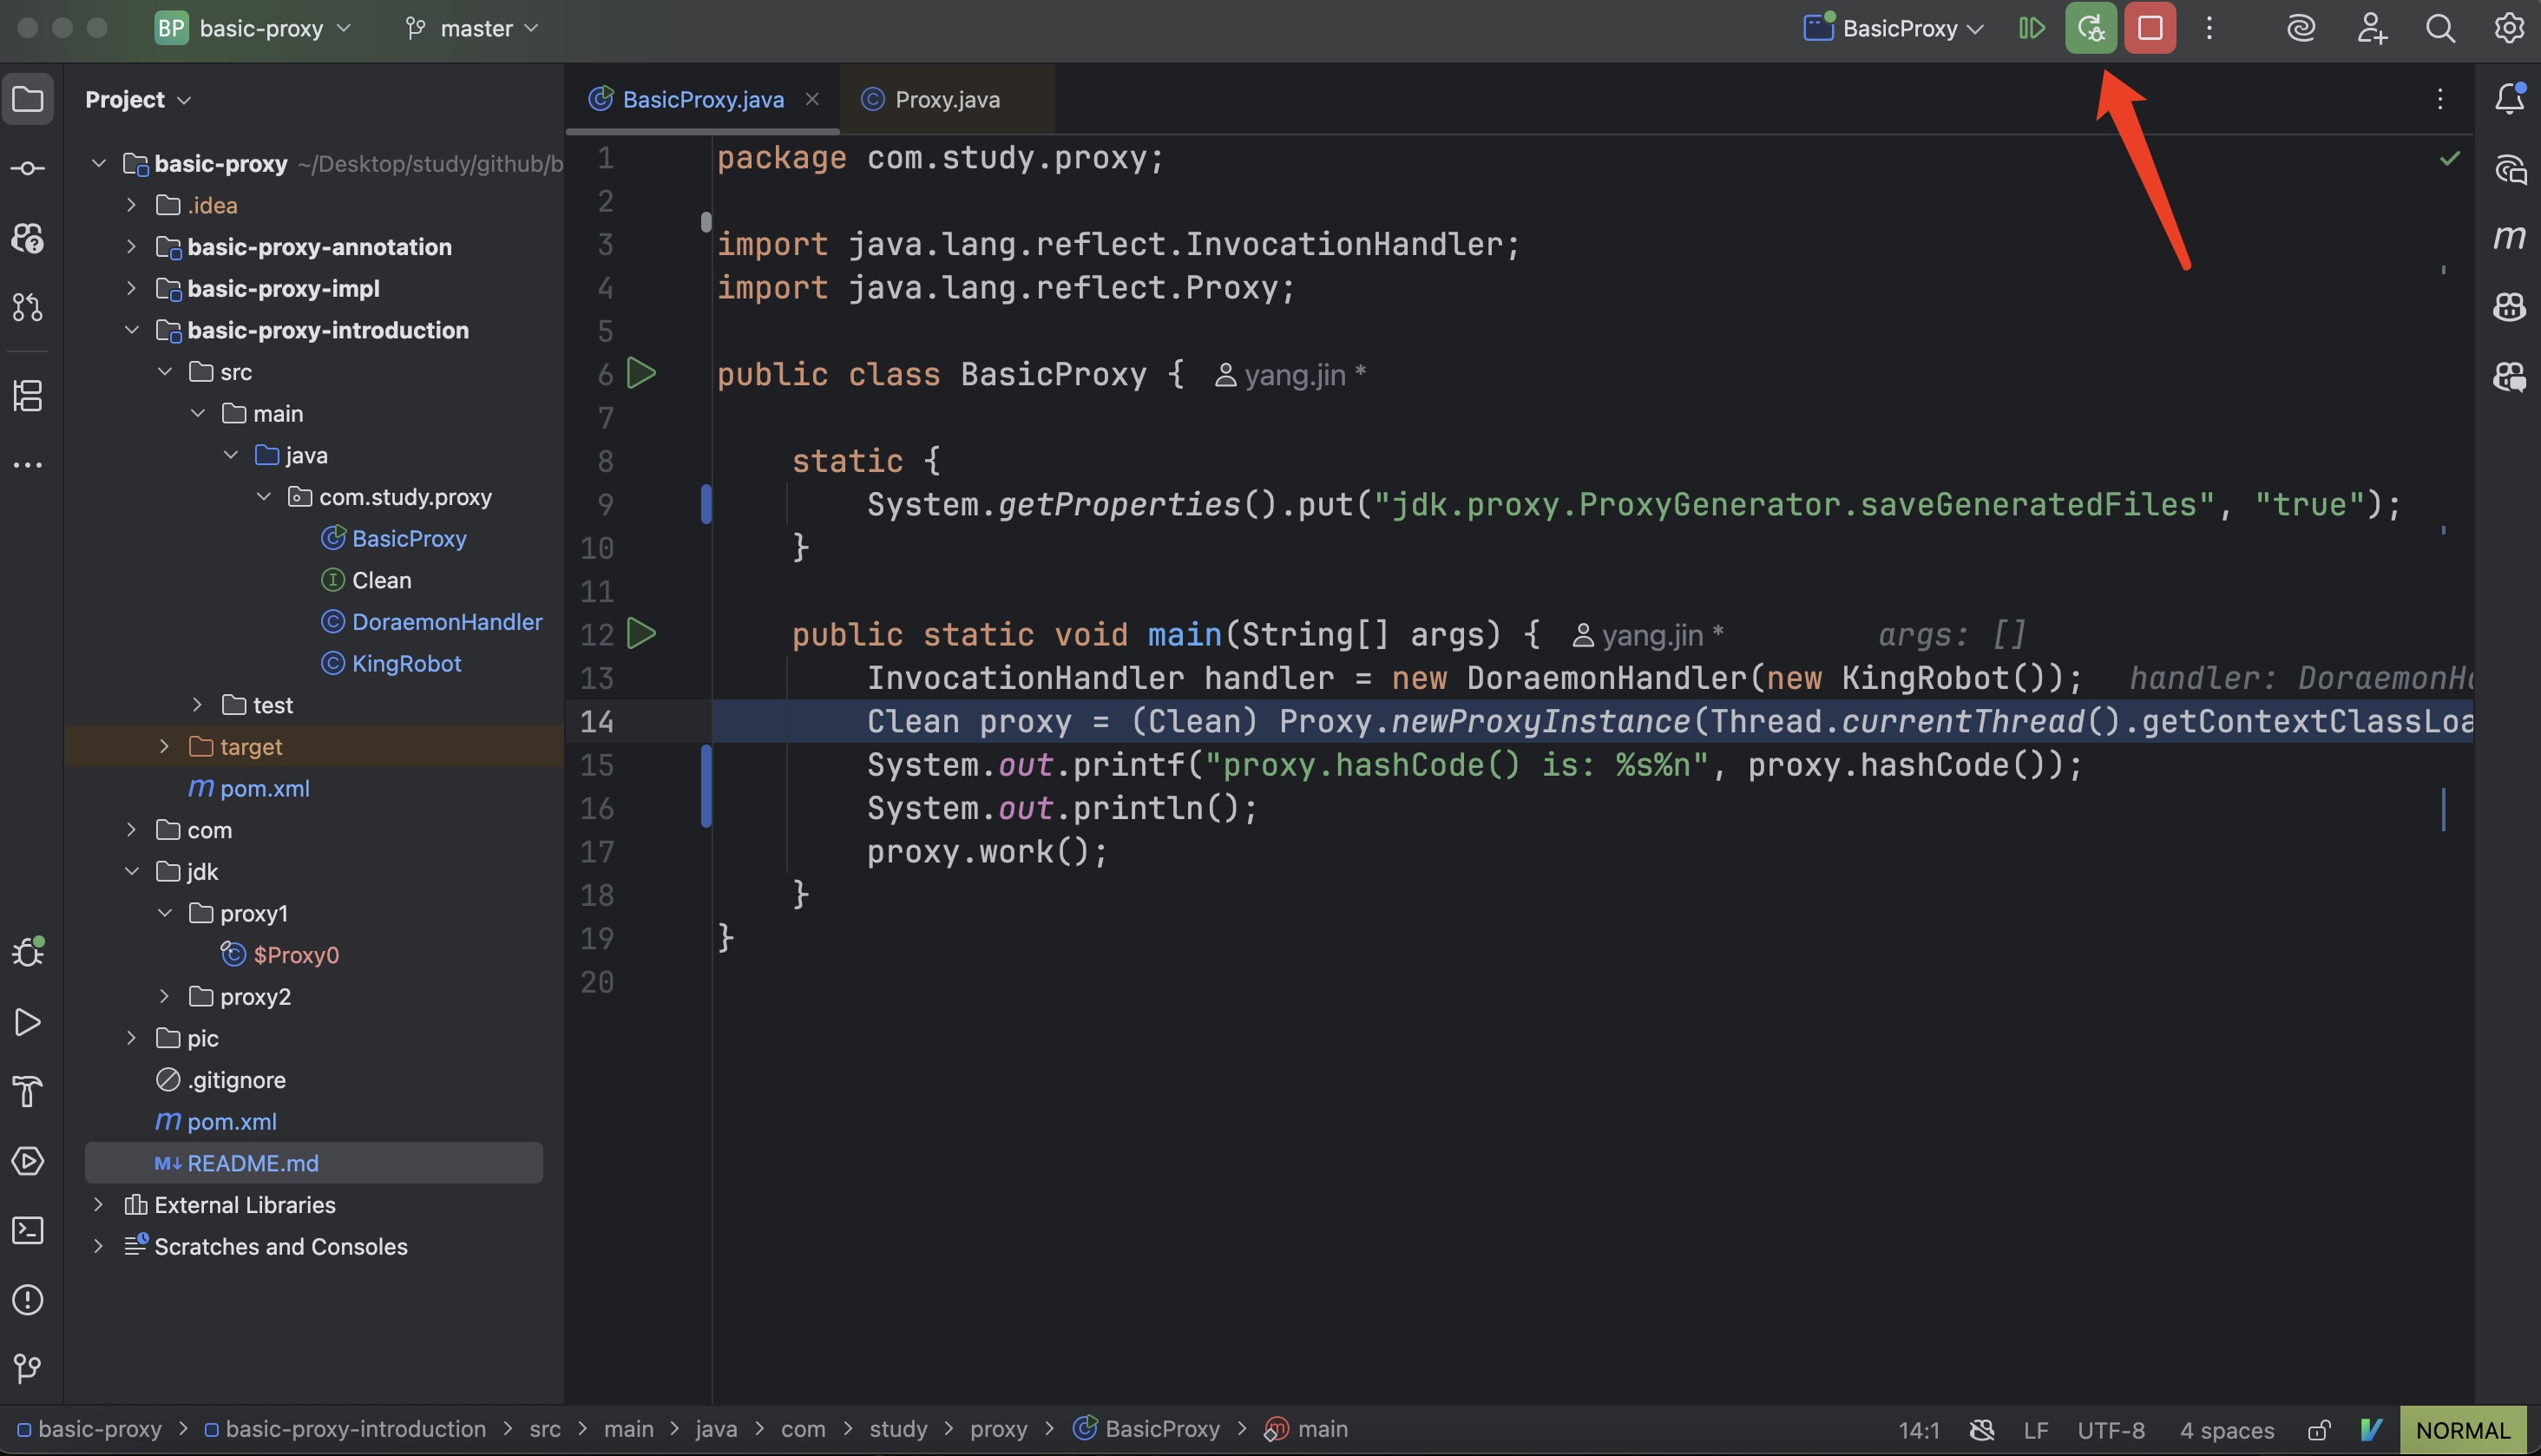 BP basic-proxy master BasicProxy
Project
BasicProxy.java Proxy.java
basic-proxy ~/Desktop/study/github/b
.idea
basic-proxy-annotation
basic-proxy-impl
basic-proxy-introduction
src
main
java
com.study.proxy
BasicProxy
Clean
DoraemonHandler
KingRobot
test
target
pom.xml
com
jdk
proxy1
$Proxy0
proxy2
pic
.gitignore
pom.xml
README.md
External Libraries
Scratches and Consoles
1 package com.study.proxy;
2
3 import java.lang.reflect.InvocationHandler;
4 import java.lang.reflect.Proxy;
5
6 public class BasicProxy { yang.jin *
7
8 static {
9 System.getProperties().put("jdk.proxy.ProxyGenerator.saveGeneratedFiles", "true");
10 }
11
12 public static void main(String[] args) { yang.jin * args: []
13 InvocationHandler handler = new DoraemonHandler(new KingRobot()); handler: DoraemonHa
14 Clean proxy = (Clean) Proxy.newProxyInstance(Thread.currentThread().getContextClassLoa
15 System.out.printf("proxy.hashCode() is: %s%n", proxy.hashCode());
16 System.out.println();
17 proxy.work();
18 }
19 }
20
basic-proxy > basic-proxy-introduction > src > main > java > com > study > proxy > BasicProxy > main 14:1 LF UTF-8 4 spaces NORMAL